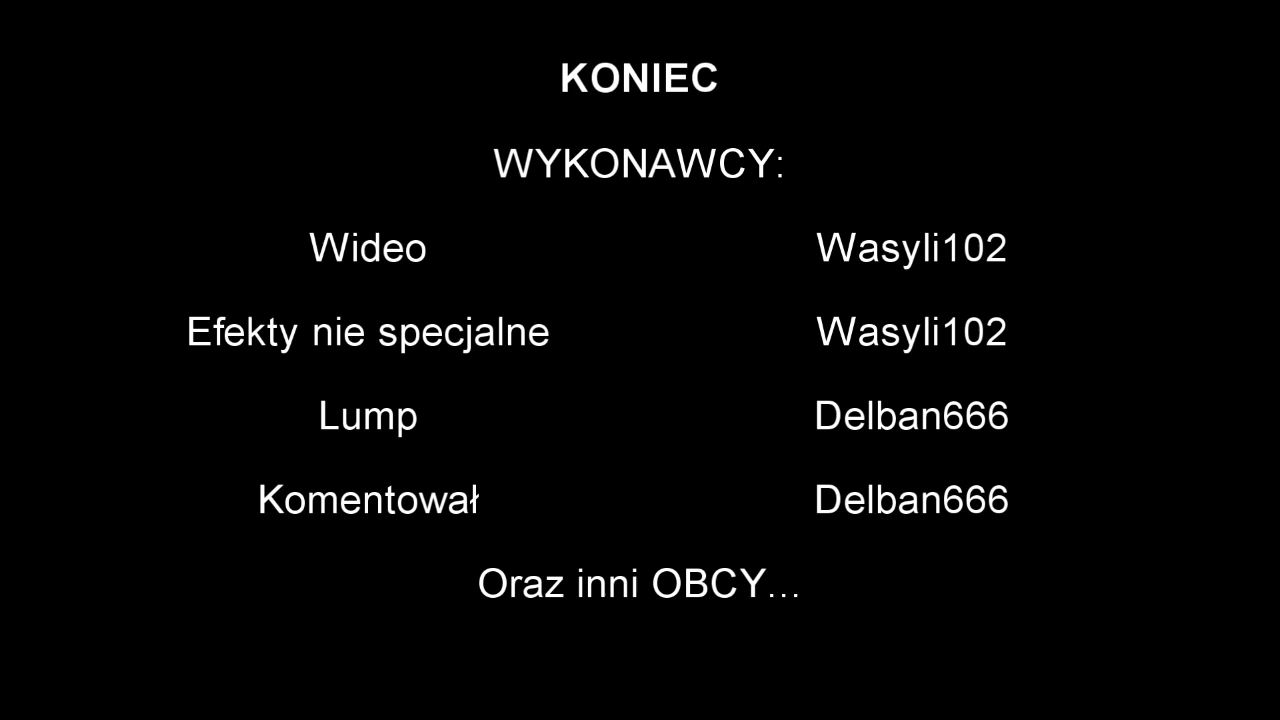 KONIEC
WYKONAWCY:
Wideo Wasyli102
Efekty nie specjalne Wasyli102
Lump Delban666
Komentował Delban666
Oraz inni OBCY...